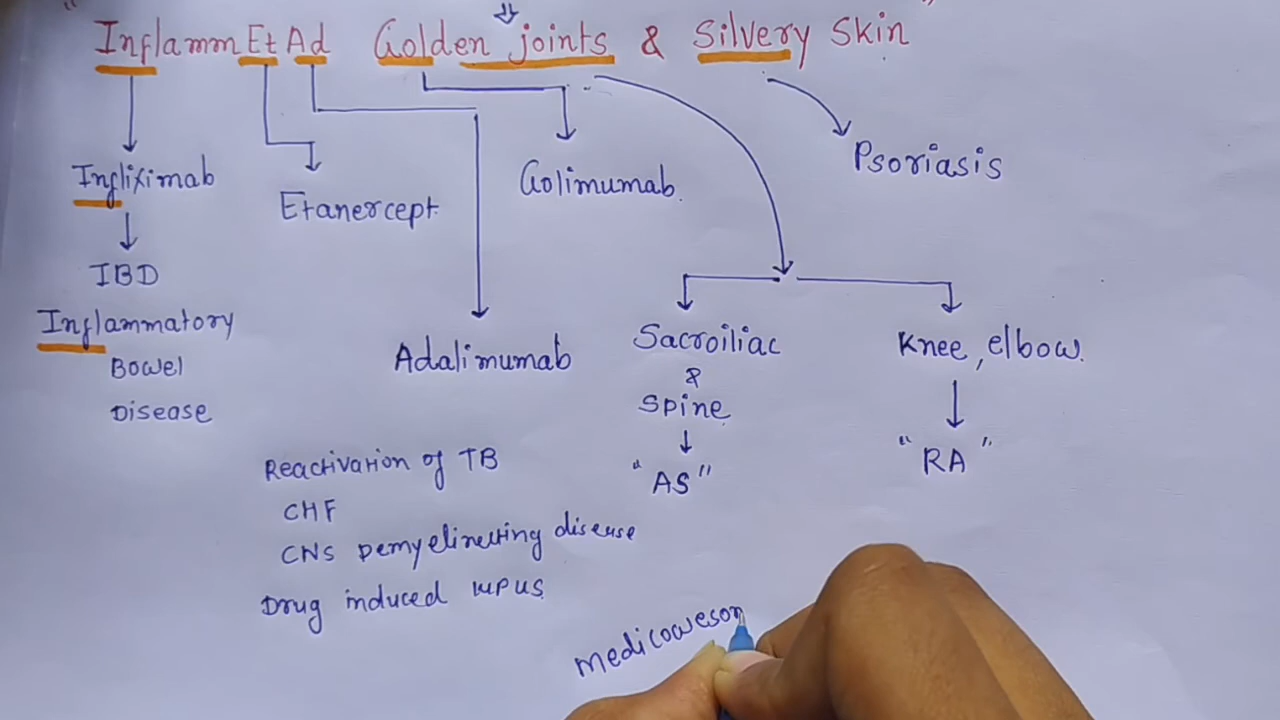 " InflammEtAd Golden joints & Silvery Skin "
Infliximab
IBD
Inflammatory
Bowel
Disease
Etanercept
Adalimumab
Golimumab
Psoriasis
Sacroiliac
&
Spine
"AS"
Knee, elbow
"RA"
Reactivation of TB
CHF
CNS Demyelinating disease
Drug induced lupus
medicowesom